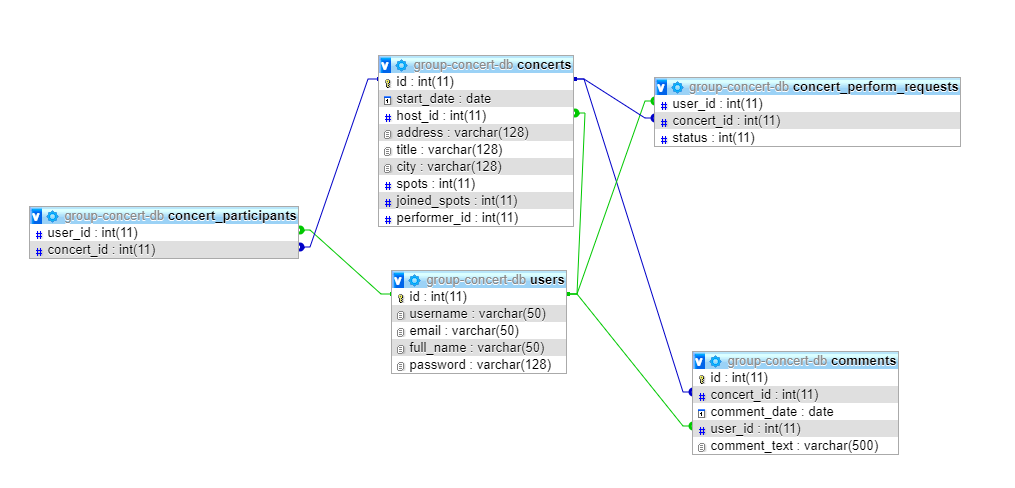 group-concert-db concerts
id : int(11)
start_date : date
host_id : int(11)
address : varchar(128)
title : varchar(128)
city : varchar(128)
spots : int(11)
joined_spots : int(11)
performer_id : int(11)
group-concert-db concert_perform_requests
user_id : int(11)
concert_id : int(11)
status : int(11)
group-concert-db concert_participants
user_id : int(11)
concert_id : int(11)
group-concert-db users
id : int(11)
username : varchar(50)
email : varchar(50)
full_name : varchar(50)
password : varchar(128)
group-concert-db comments
id : int(11)
concert_id : int(11)
comment_date : date
user_id : int(11)
comment_text : varchar(500)